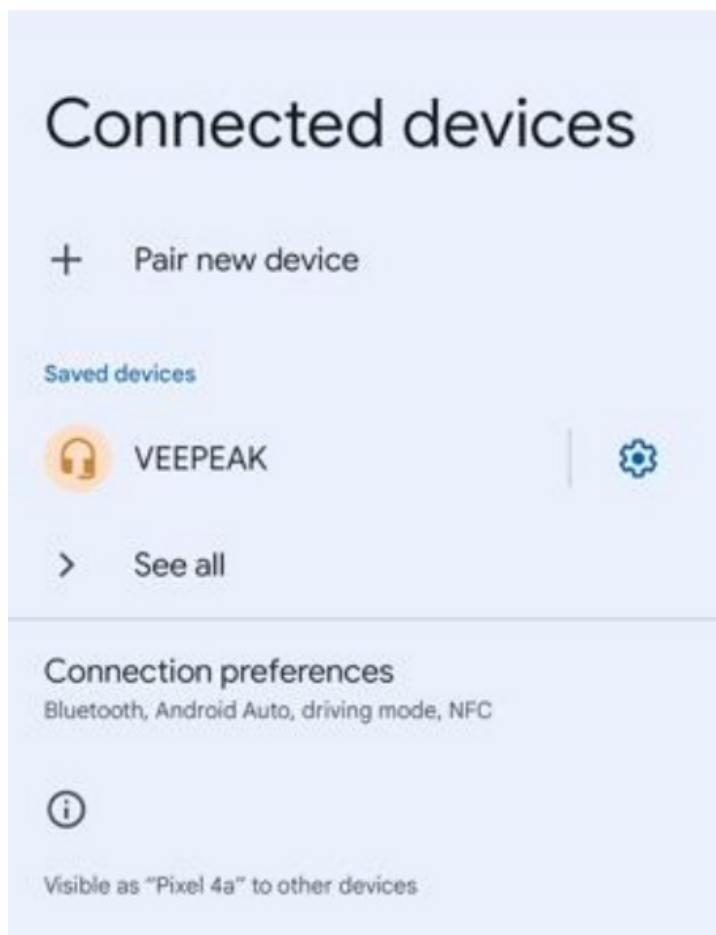 Connected devices
Pair new device
Saved devices
VEEPEAK
See all
Connection preferences
Bluetooth, Android Auto, driving mode, NFC
Visible as "Pixel 4a" to other devices